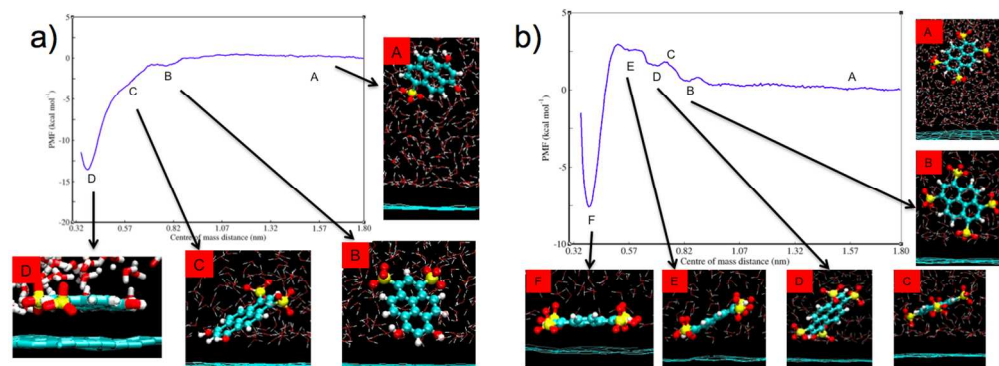 a)
5
0
-5
-10
-15
-20
PMF (kcal mol⁻¹)
0.32 0.57 0.82 1.07 1.32 1.57 1.80
Centre of mass distance (nm)
A
B
C
D
A
B
C
D
b)
5
0
-5
-10
PMF (kcal mol⁻¹)
0.32 0.57 0.82 1.07 1.32 1.57 1.80
Centre of mass distance (nm)
A
B
C
D
E
F
A
B
F
E
D
C